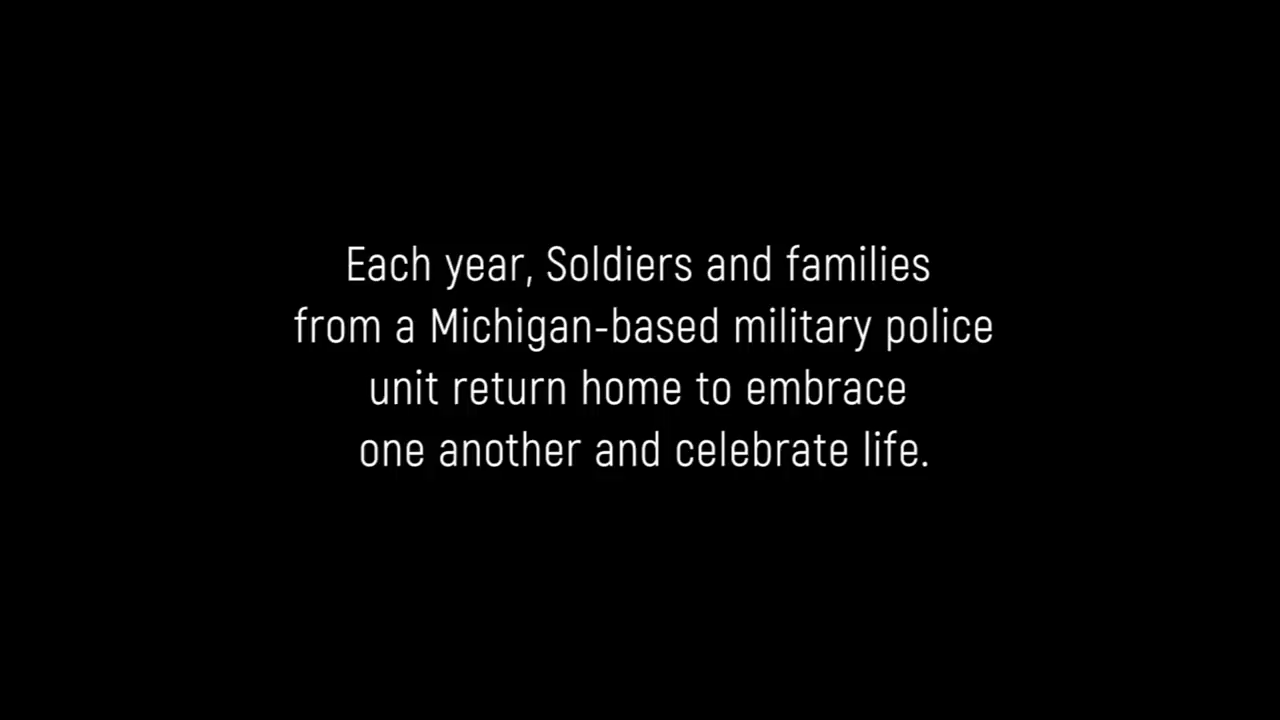 Each year, Soldiers and families
from a Michigan-based military police
unit return home to embrace
one another and celebrate life.